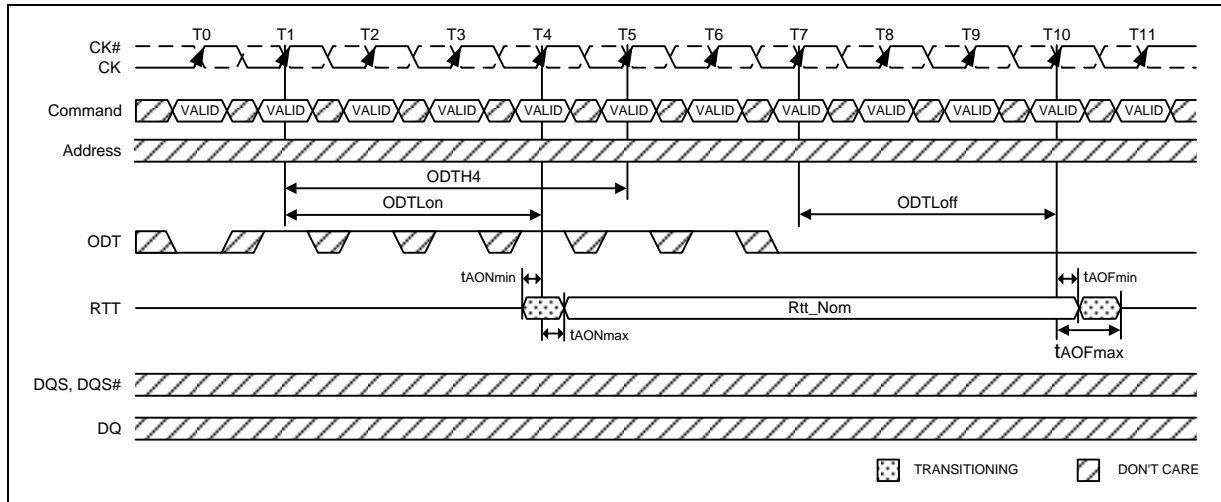 T0 T1 T2 T3 T4 T5 T6 T7 T8 T9 T10 T11
CK#
CK
Command VALID VALID VALID VALID VALID VALID VALID VALID VALID VALID VALID VALID
Address
ODTH4
ODTLon ODTLoff
ODT
tAONmin tAOFmin
RTT Rtt_Nom
tAONmax
tAOFmax
DQS, DQS#
DQ
TRANSITIONING DON'T CARE